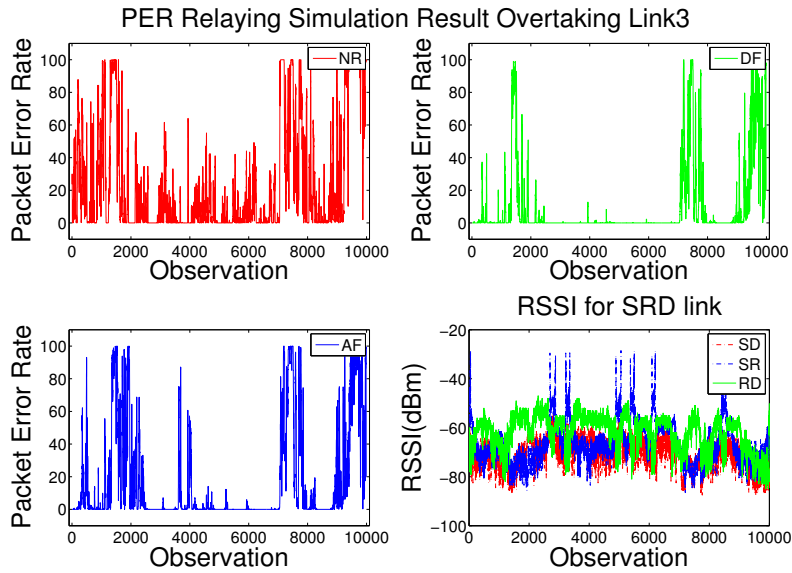 PER Relaying Simulation Result Overtaking Link3
Packet Error Rate
100
80
60
40
20
0
NR
0 2000 4000 6000 8000 10000
Observation
Packet Error Rate
100
80
60
40
20
0
DF
0 2000 4000 6000 8000 10000
Observation
Packet Error Rate
100
80
60
40
20
0
AF
0 2000 4000 6000 8000 10000
Observation
RSSI for SRD link
RSSI(dBm)
−20
−40
−60
−80
−100
SD
SR
RD
0 2000 4000 6000 8000 10000
Observation